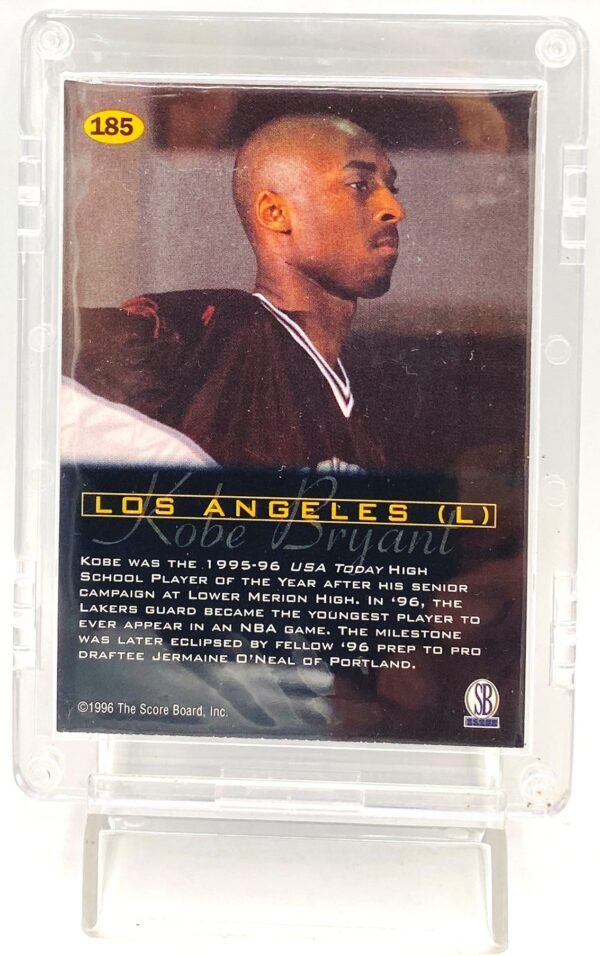 185
LOS ANGELES (L)
Kobe Bryant
KOBE WAS THE 1995-96 USA TODAY HIGH
SCHOOL PLAYER OF THE YEAR AFTER HIS SENIOR
CAMPAIGN AT LOWER MERION HIGH. IN '96, THE
LAKERS GUARD BECAME THE YOUNGEST PLAYER TO
EVER APPEAR IN AN NBA GAME. THE MILESTONE
WAS LATER ECLIPSED BY FELLOW '96 PREP TO PRO
DRAFTEE JERMAINE O'NEAL OF PORTLAND.
©1996 The Score Board, Inc.
SB